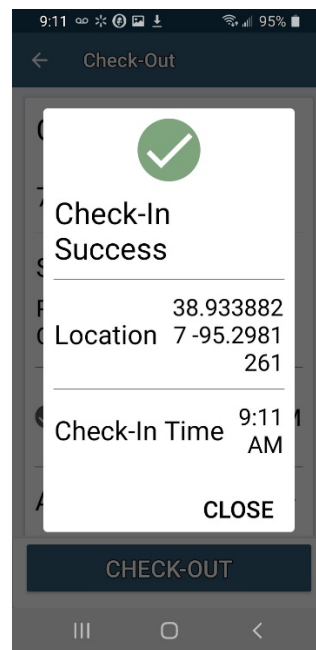 9:11 95%
Check-Out
Check-In
Success
38.933882
Location 7 -95.2981
261
9:11
Check-In Time
AM
CLOSE
CHECK-OUT